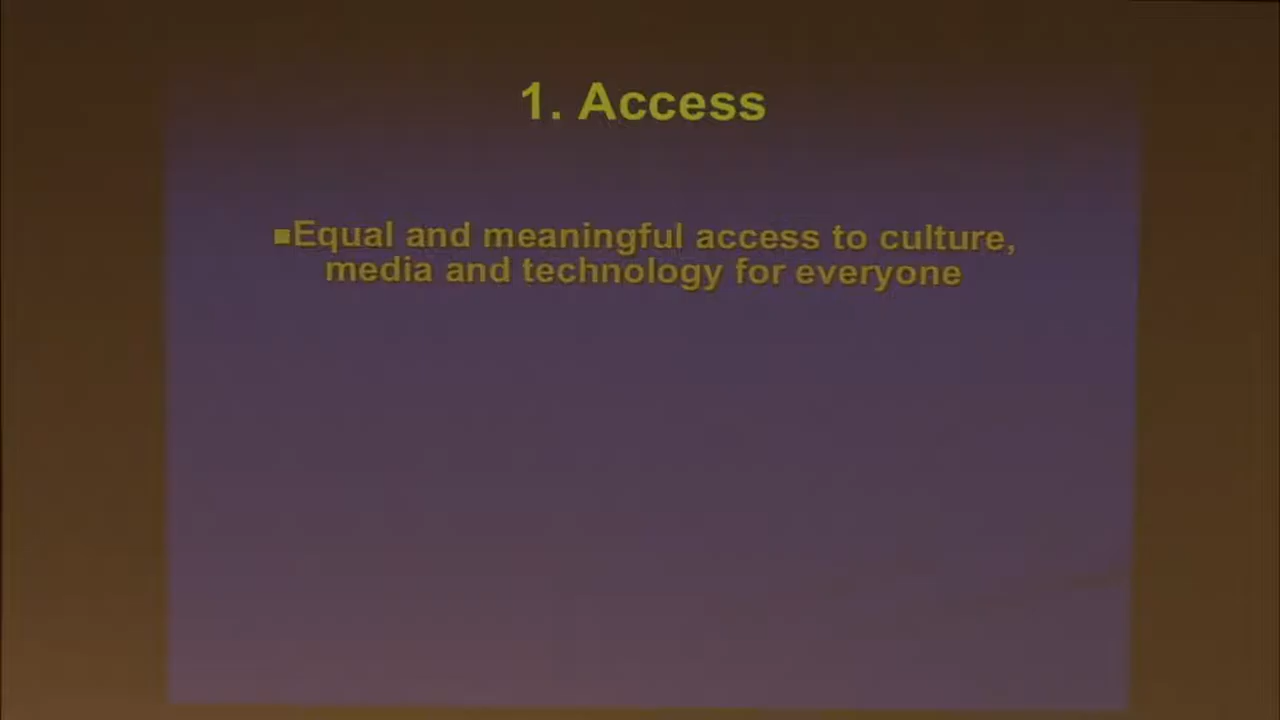 1. Access
▪Equal and meaningful access to culture,
media and technology for everyone